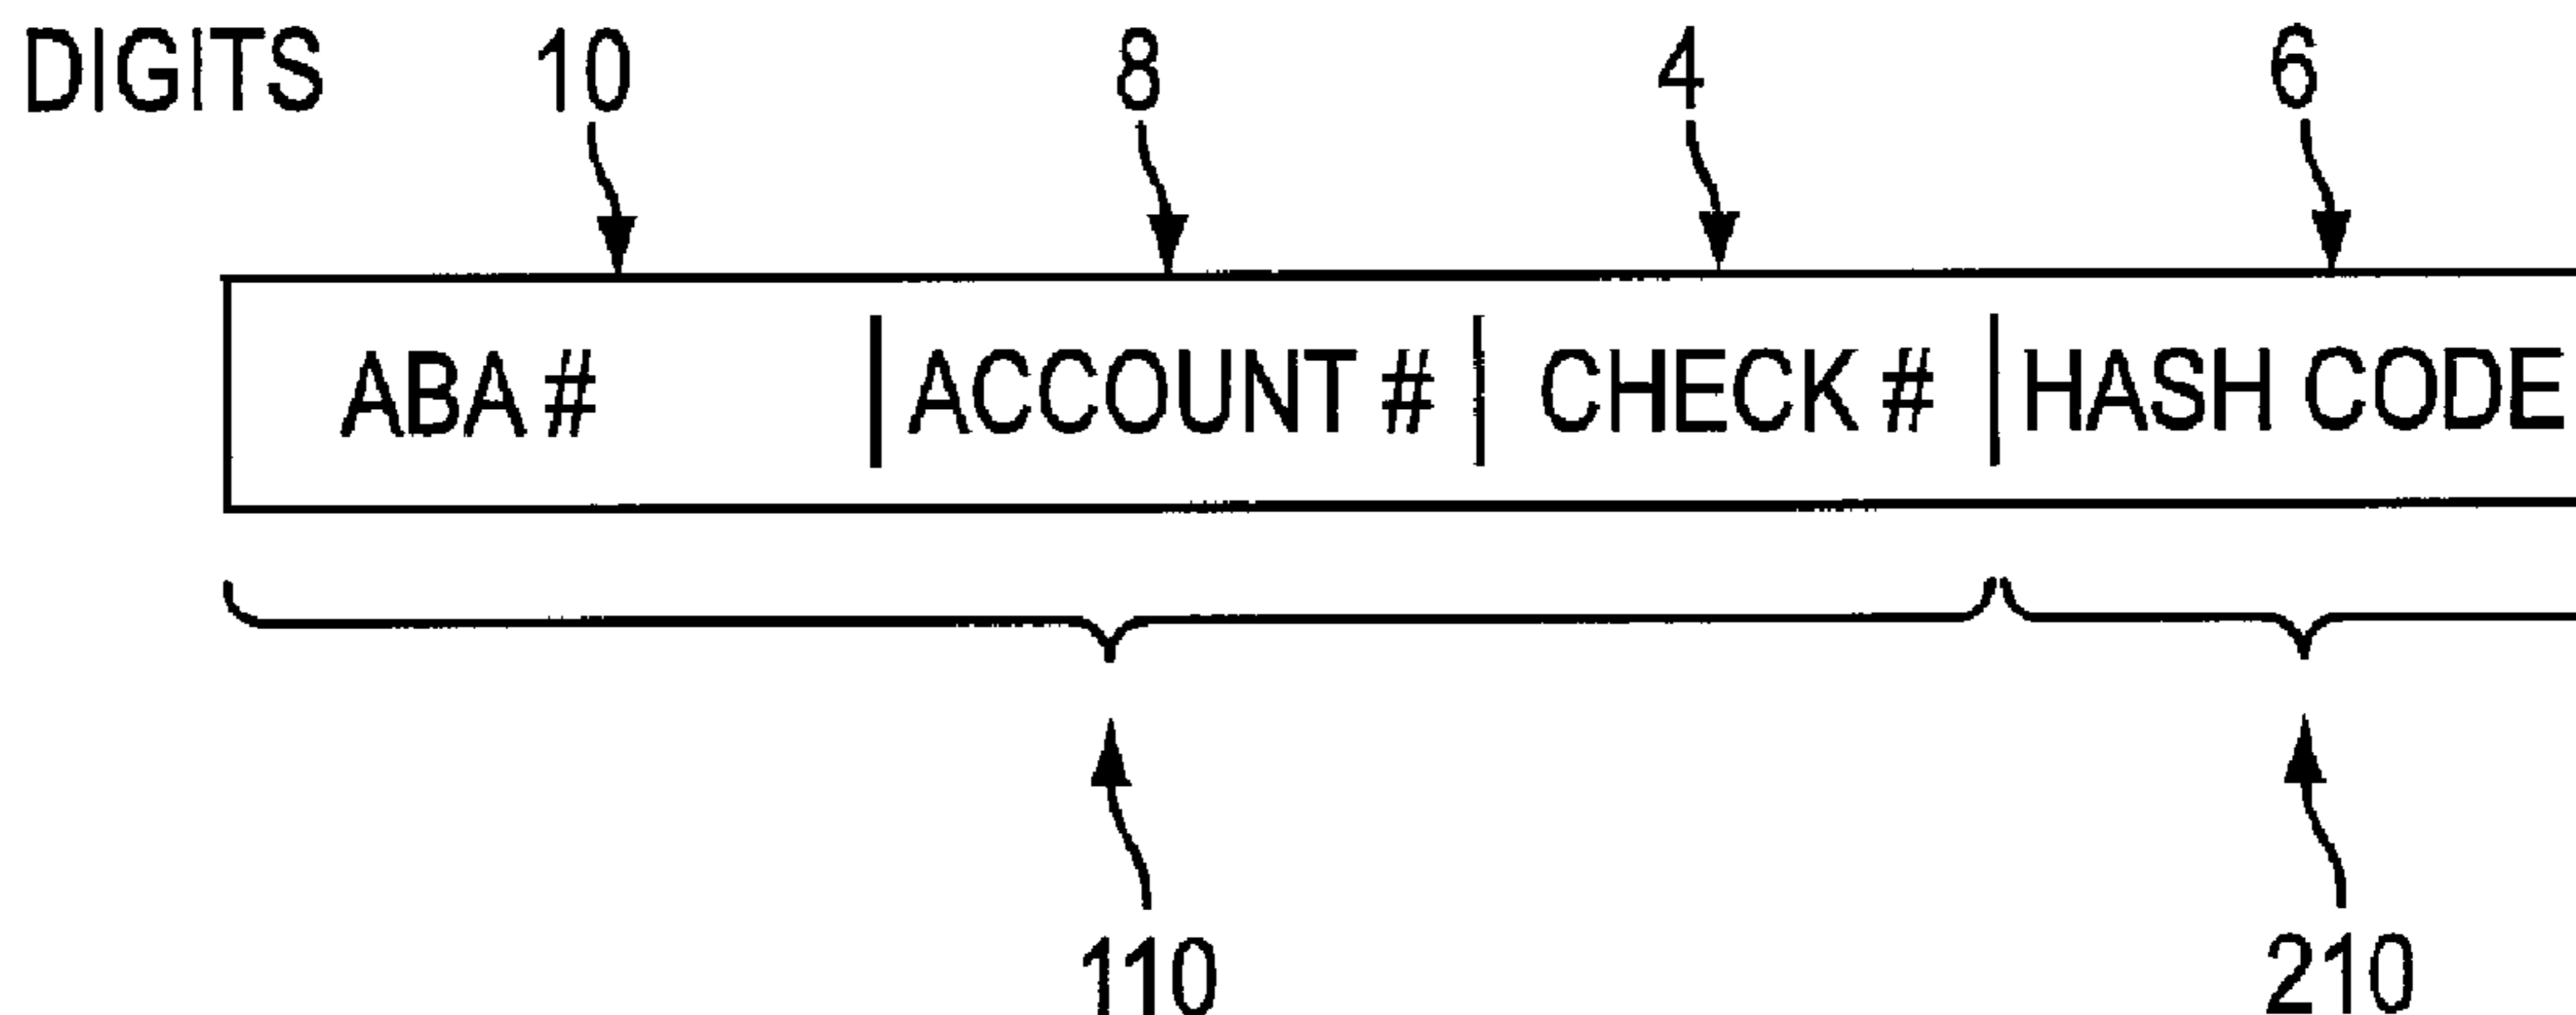 DIGITS 10 8 4 6
ABA # ACCOUNT # CHECK # HASH CODE
110 210